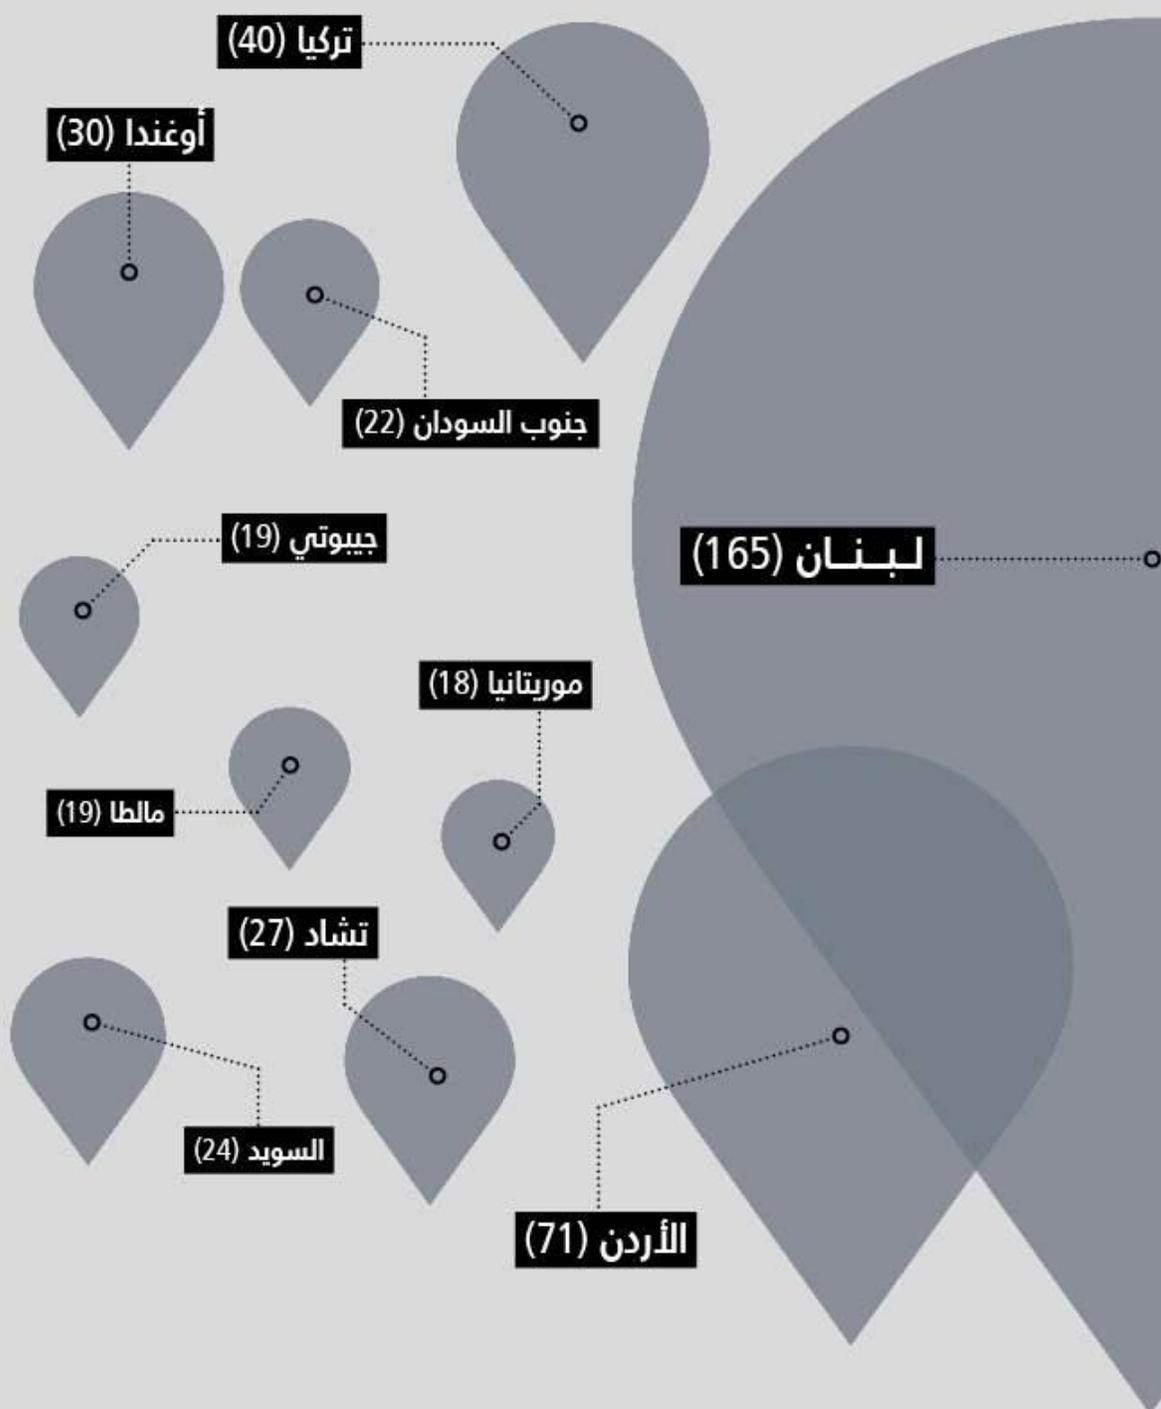 تركيا (40)
أوغندا (30)
جنوب السودان (22)
جيبوتي (19)
لبنان (165)
موريتانيا (18)
مالطا (19)
تشاد (27)
السويد (24)
الأردن (71)